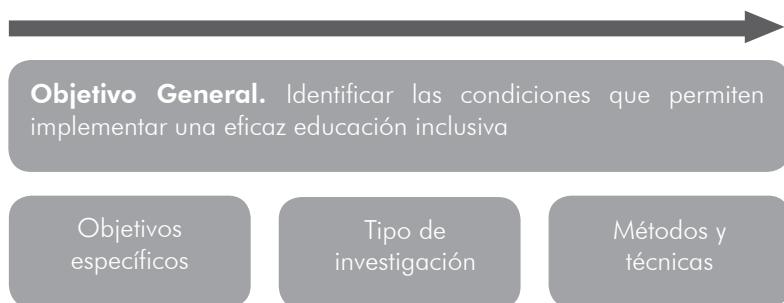 Objetivo General. Identificar las condiciones que permiten
implementar una eficaz educación inclusiva
Objetivos
específicos
Tipo de
investigación
Métodos y
técnicas